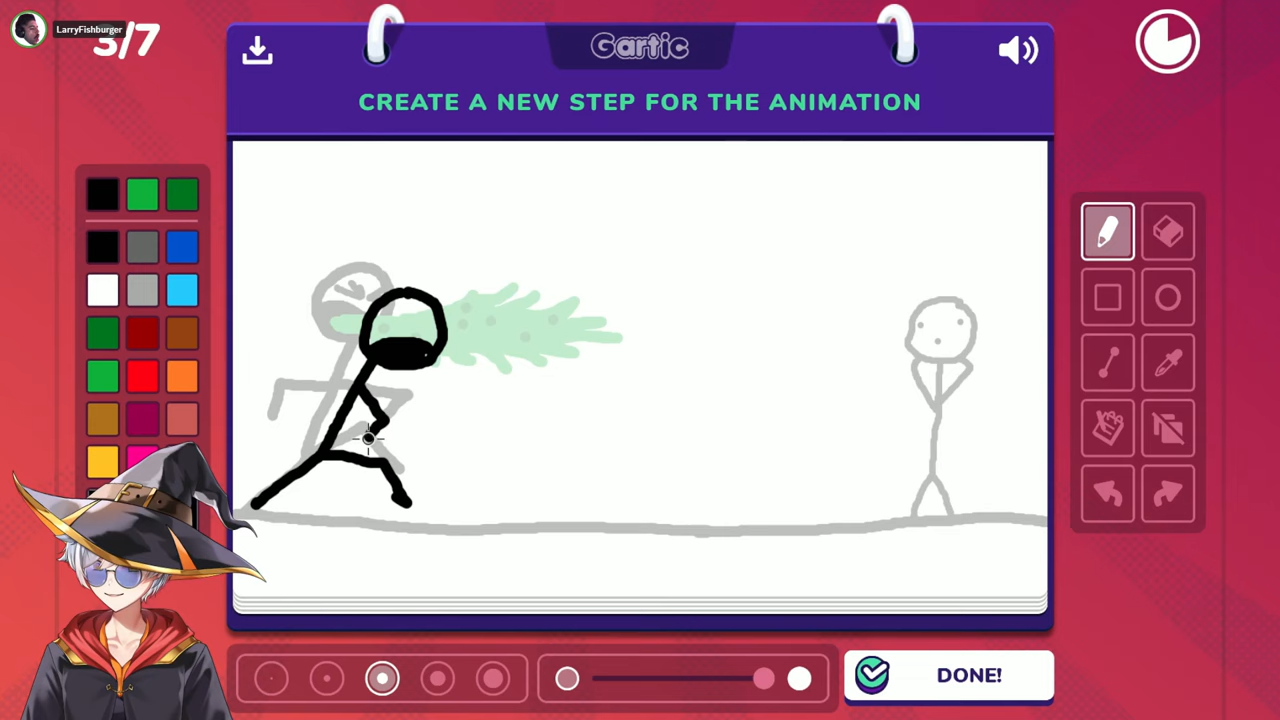 LarryFishburger
3/7
Gartic
CREATE A NEW STEP FOR THE ANIMATION
DONE!